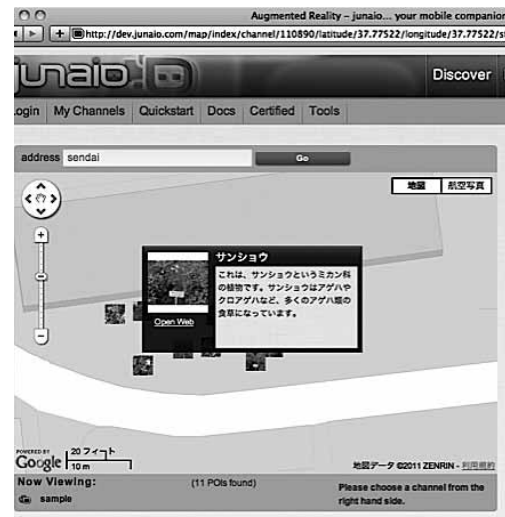 Augmented Reality – junaio... your mobile companion
http://dev.junaio.com/map/index/channel/110890/latitude/37.77522/longitude/37.77522/s
junaio
Discover
ogin My Channels Quickstart Docs Certified Tools
address sendai Go
地図 航空写真
サンショウ
これは、サンショウというミカン科
の植物です。サンショウはアゲハや
クロアゲハなど、多くのアゲハ類の
食草になっています。
Open Web
POWERED BY
Google
20 フィート
10 m
地図データ ©2011 ZENRIN - 利用規約
Now Viewing: (11 POIs found)
sample
Please choose a channel from the
right hand side.